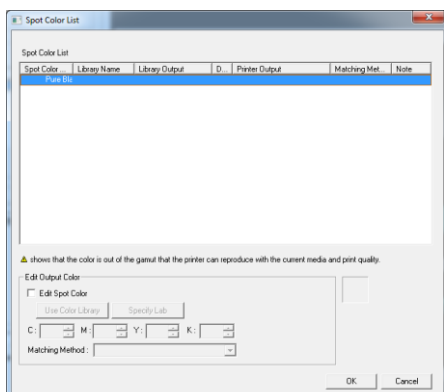 Spot Color List
Spot Color List
Spot Color ... Library Name Library Output D... Printer Output Matching Met... Note
Pure Bla
⚠ shows that the color is out of the gamut that the printer can reproduce with the current media and print quality.
Edit Output Color
Edit Spot Color
Use Color Library Specify Lab
C : M : Y : K :
Matching Method :
OK Cancel